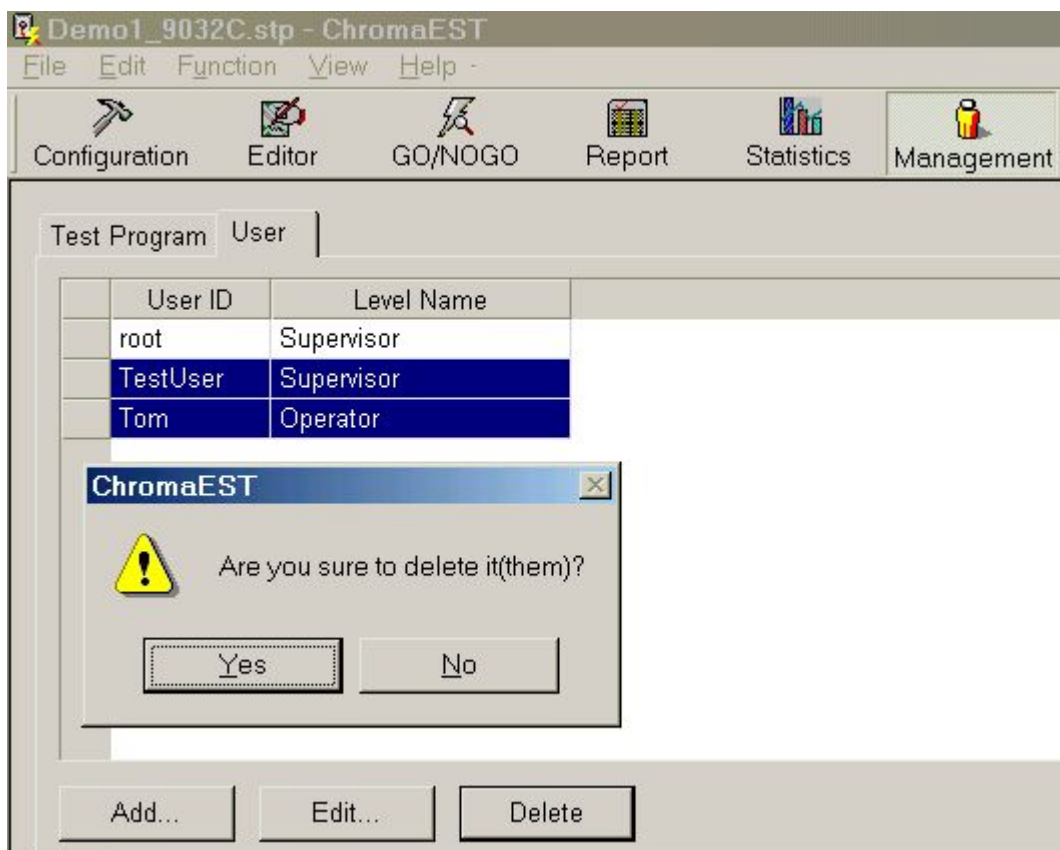 Demo1_9032C.stp - ChromaEST
File Edit Function View Help -
Configuration Editor GO/NOGO Report Statistics Management
Test Program User
User ID Level Name
root Supervisor
TestUser Supervisor
Tom Operator
ChromaEST
Are you sure to delete it(them)?
Yes No
Add... Edit... Delete